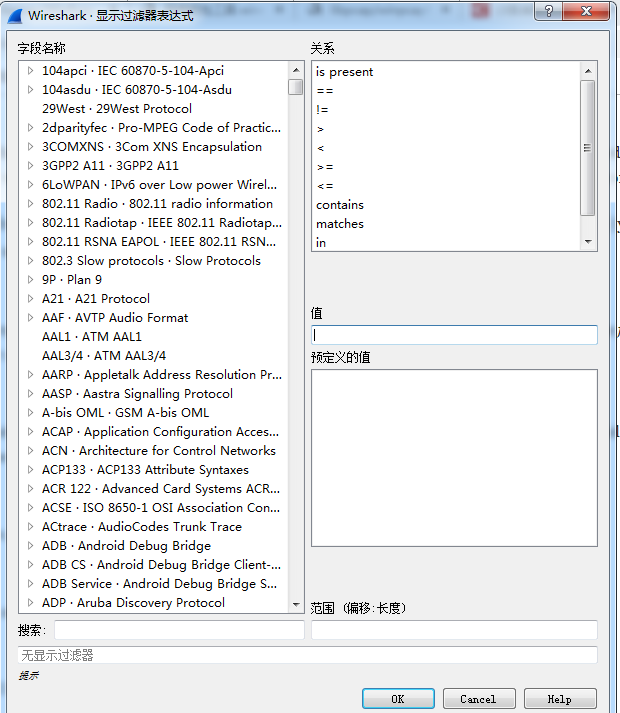 Wireshark · 显示过滤器表达式
字段名称
104apci · IEC 60870-5-104-Apci
104asdu · IEC 60870-5-104-Asdu
29West · 29West Protocol
2dparityfec · Pro-MPEG Code of Practic...
3COMXNS · 3Com XNS Encapsulation
3GPP2 A11 · 3GPP2 A11
6LoWPAN · IPv6 over Low power Wirel...
802.11 Radio · 802.11 radio information
802.11 Radiotap · IEEE 802.11 Radiotap...
802.11 RSNA EAPOL · IEEE 802.11 RSN...
802.3 Slow protocols · Slow Protocols
9P · Plan 9
A21 · A21 Protocol
AAF · AVTP Audio Format
AAL1 · ATM AAL1
AAL3/4 · ATM AAL3/4
AARP · Appletalk Address Resolution Pr...
AASP · Aastra Signalling Protocol
A-bis OML · GSM A-bis OML
ACAP · Application Configuration Acces...
ACN · Architecture for Control Networks
ACP133 · ACP133 Attribute Syntaxes
ACR 122 · Advanced Card Systems ACR...
ACSE · ISO 8650-1 OSI Association Con...
ACtrace · AudioCodes Trunk Trace
ADB · Android Debug Bridge
ADB CS · Android Debug Bridge Client-...
ADB Service · Android Debug Bridge S...
ADP · Aruba Discovery Protocol
搜索:
关系
is present
==
!=
>
<
>=
<=
contains
matches
in
值
预定义的值
范围 (偏移:长度)
无显示过滤器
提示
OK
Cancel
Help